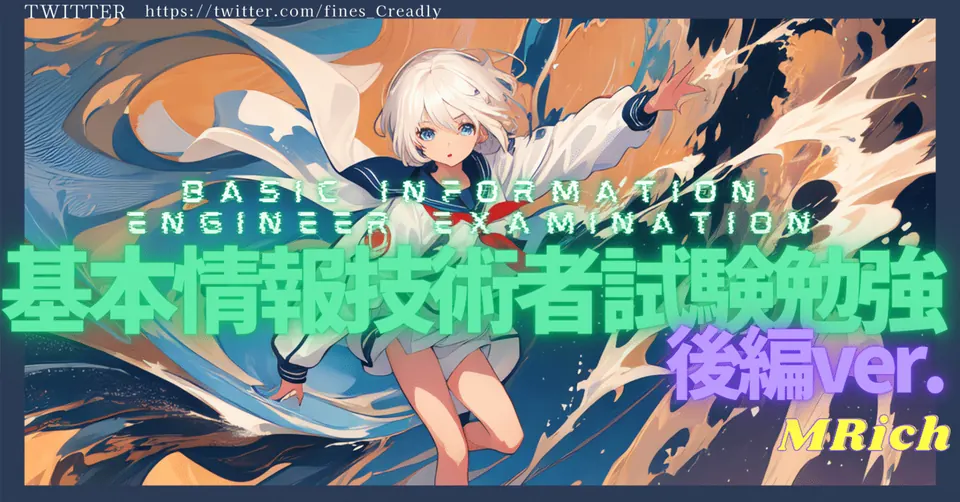 TWITTER https://twitter.com/fines_Creadly
BASIC INFORMATION
ENGINEER EXAMINATION
基本情報技術者試験勉強
後編ver.
MRich